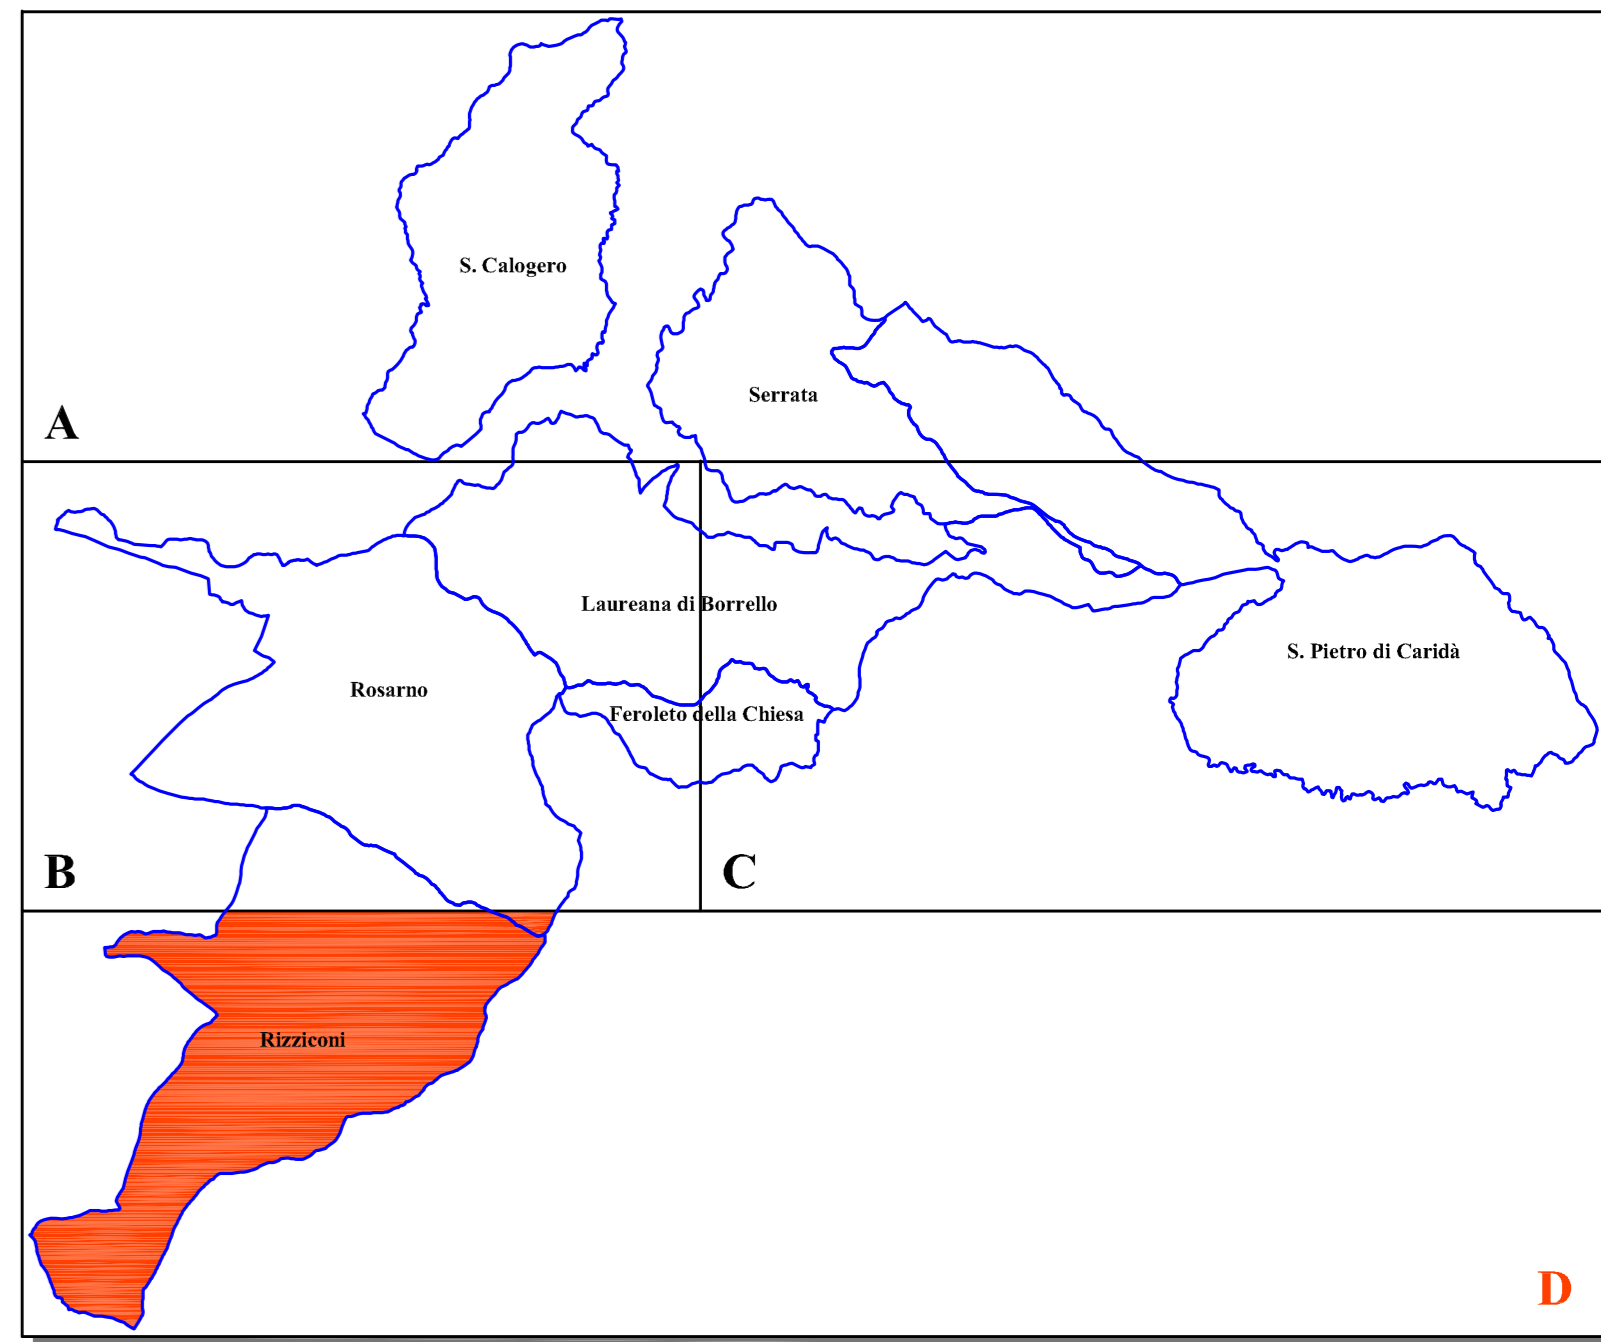 S. Calogero
Serrata
A
Laureana di Borrello
S. Pietro di Caridà
Rosarno
Feroleto della Chiesa
B
C
Rizziconi
D